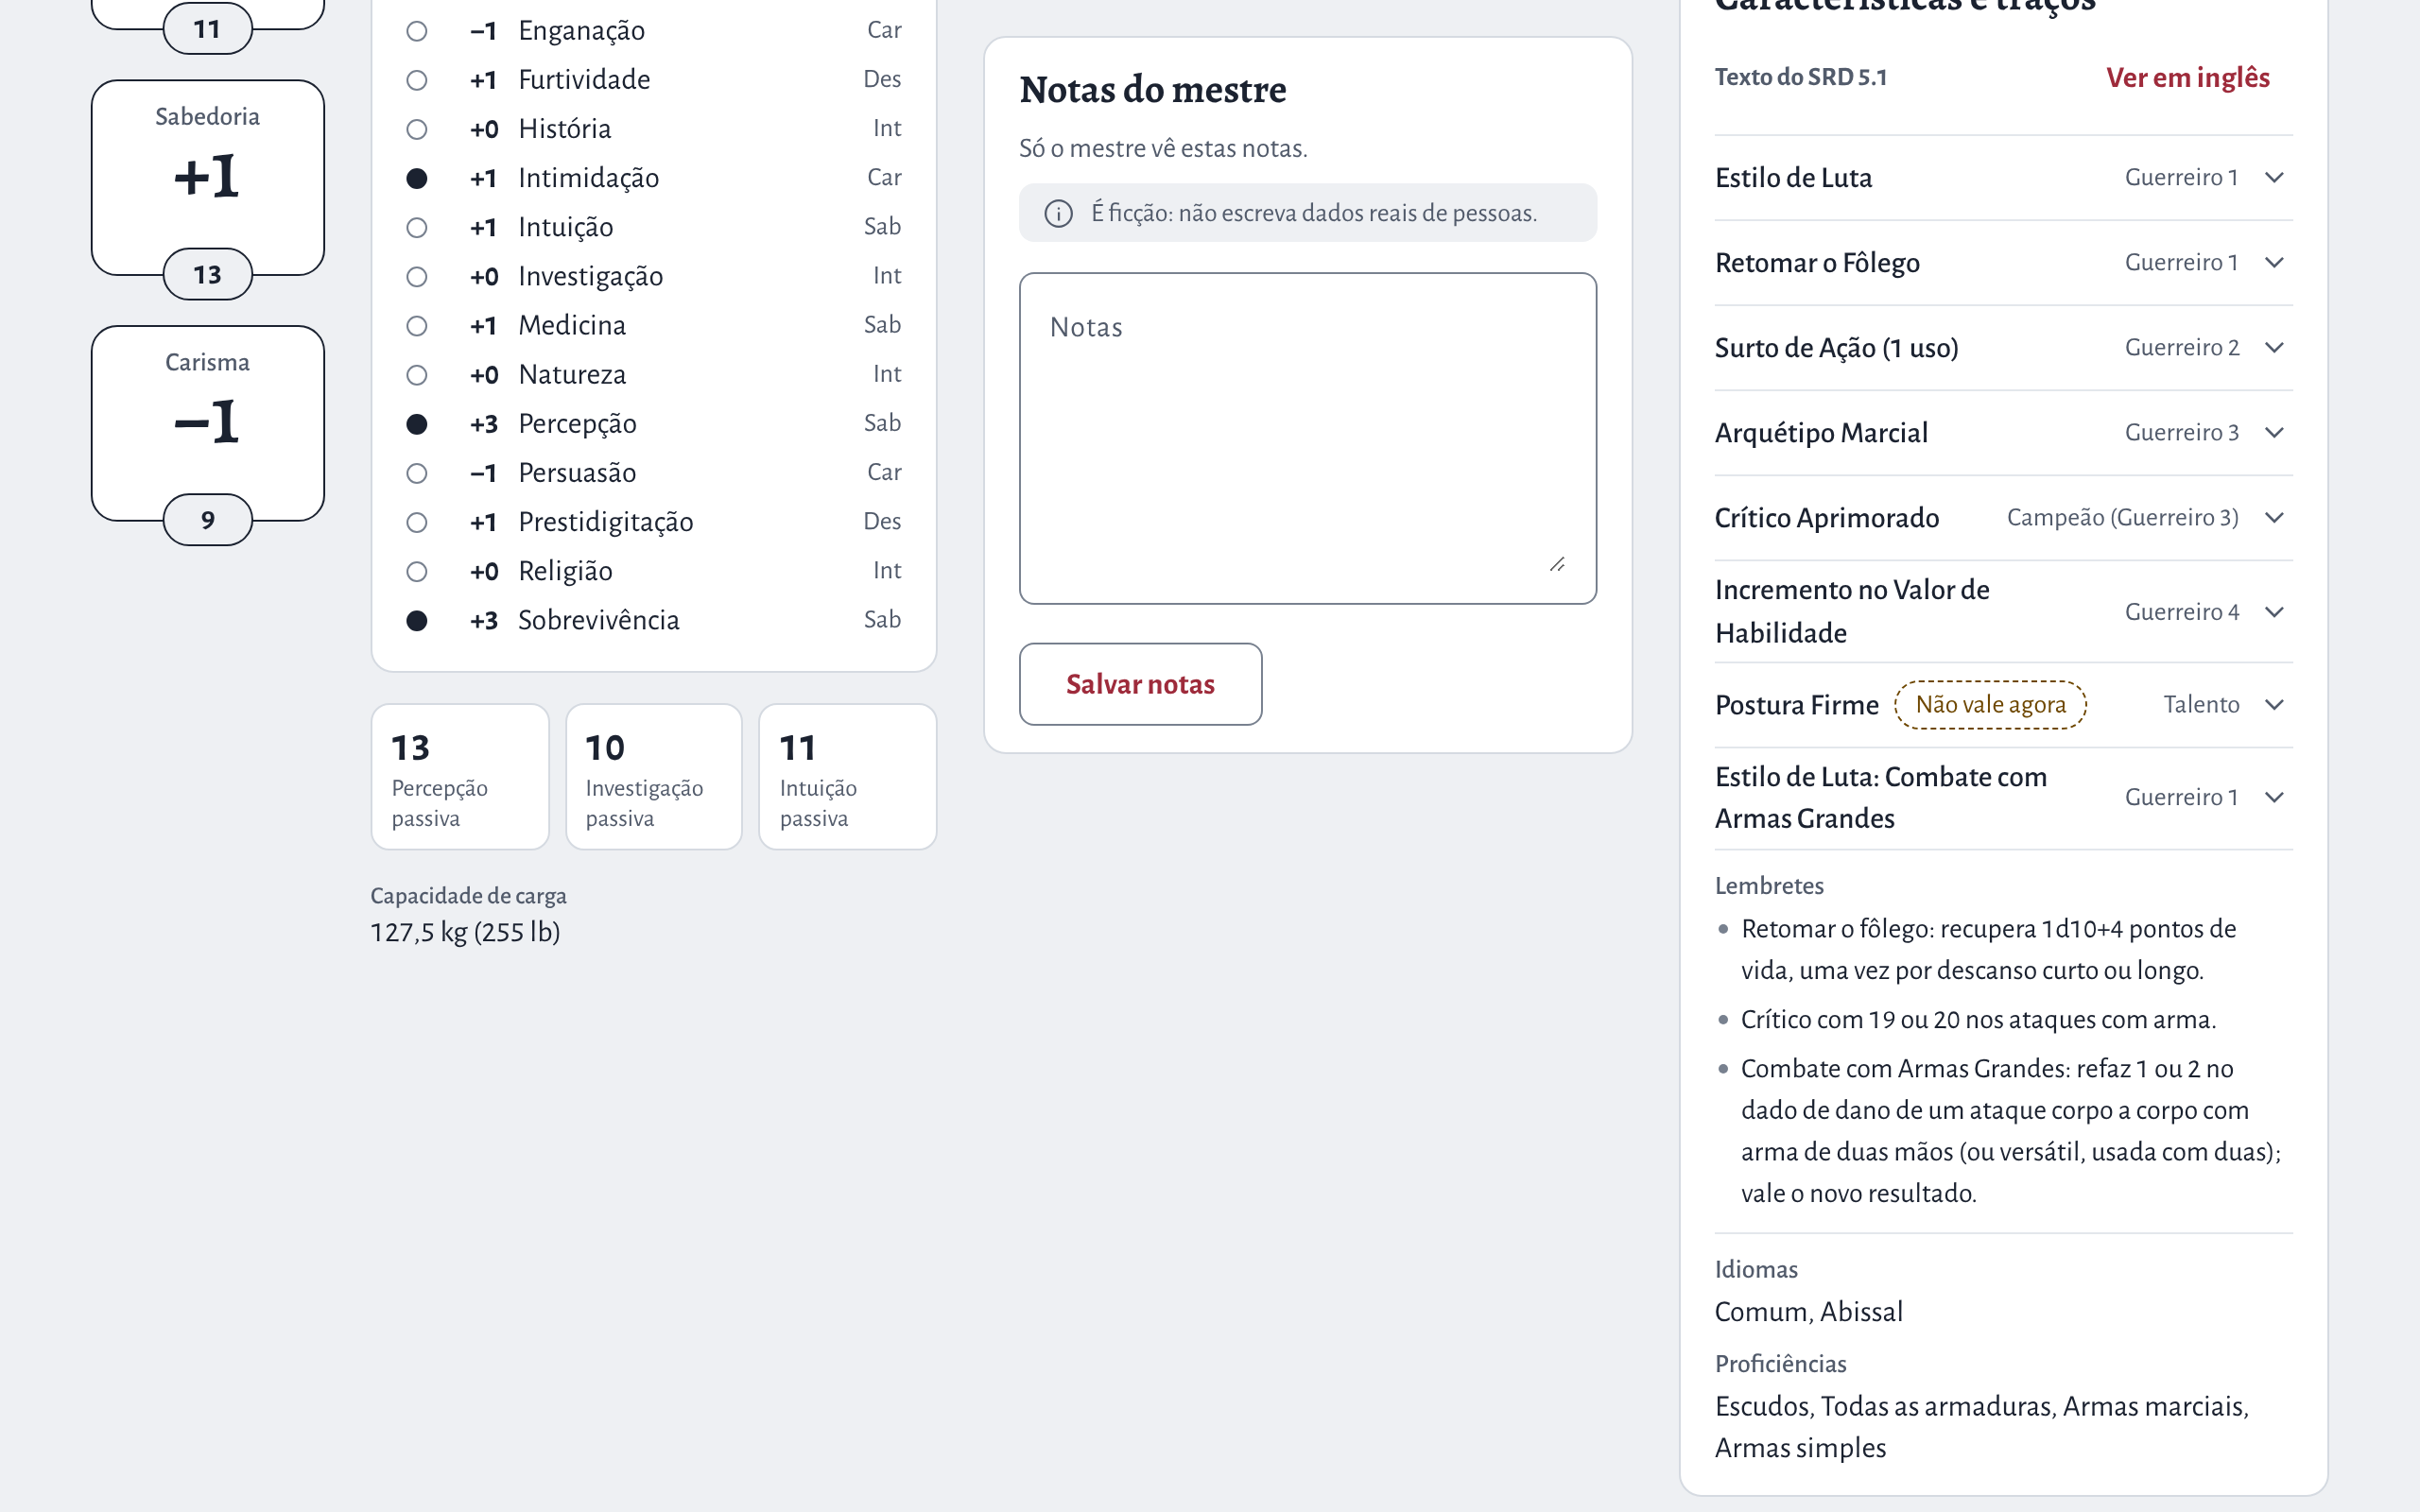 11
Sabedoria
+1
13
Carisma
−1
9
−1 Enganação Car
+1 Furtividade Des
+0 História Int
+1 Intimidação Car
+1 Intuição Sab
+0 Investigação Int
+1 Medicina Sab
+0 Natureza Int
+3 Percepção Sab
−1 Persuasão Car
+1 Prestidigitação Des
+0 Religião Int
+3 Sobrevivência Sab
13
Percepção
passiva
10
Investigação
passiva
11
Intuição
passiva
Capacidade de carga
127,5 kg (255 lb)
Notas do mestre
Só o mestre vê estas notas.
É ficção: não escreva dados reais de pessoas.
Notas
Salvar notas
Características e traços
Texto do SRD 5.1 Ver em inglês
Estilo de Luta Guerreiro 1
Retomar o Fôlego Guerreiro 1
Surto de Ação (1 uso) Guerreiro 2
Arquétipo Marcial Guerreiro 3
Crítico Aprimorado Campeão (Guerreiro 3)
Incremento no Valor de
Habilidade Guerreiro 4
Postura Firme Não vale agora Talento
Estilo de Luta: Combate com
Armas Grandes Guerreiro 1
Lembretes
• Retomar o fôlego: recupera 1d10+4 pontos de
vida, uma vez por descanso curto ou longo.
• Crítico com 19 ou 20 nos ataques com arma.
• Combate com Armas Grandes: refaz 1 ou 2 no
dado de dano de um ataque corpo a corpo com
arma de duas mãos (ou versátil, usada com duas);
vale o novo resultado.
Idiomas
Comum, Abissal
Proficiências
Escudos, Todas as armaduras, Armas marciais,
Armas simples